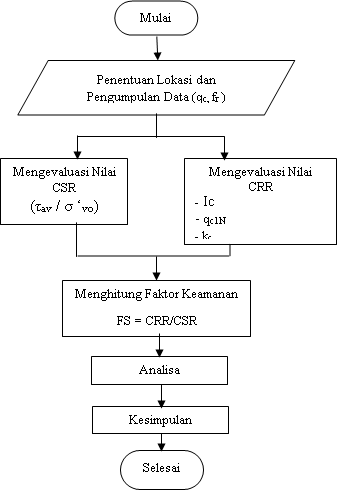 Mulai
Penentuan Lokasi dan
Pengumpulan Data (qc, fr)
Mengevaluasi Nilai
CSR
(τav / σ ‘vo)
Mengevaluasi Nilai
CRR
- Ic
- qc1N
- kc
Menghitung Faktor Keamanan
FS = CRR/CSR
Analisa
Kesimpulan
Selesai